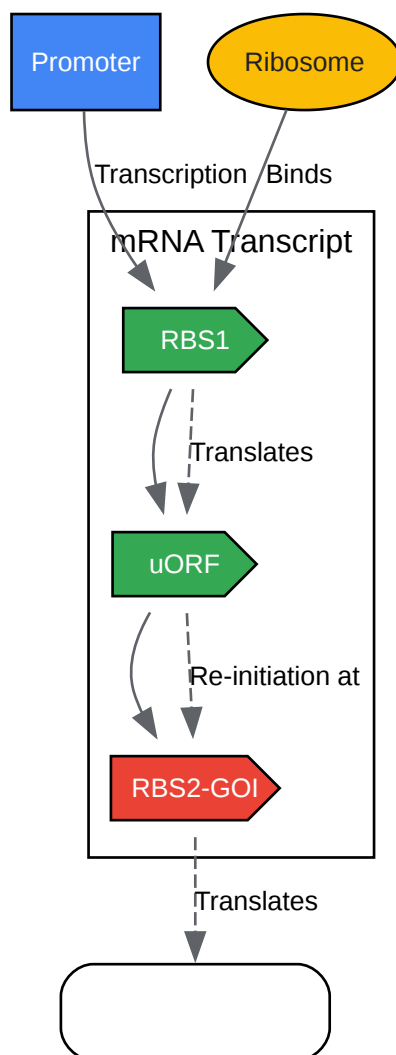 Promoter
Ribosome
Transcription
Binds
mRNA Transcript
RBS1
Translates
uORF
Re-initiation at
RBS2-GOI
Translates